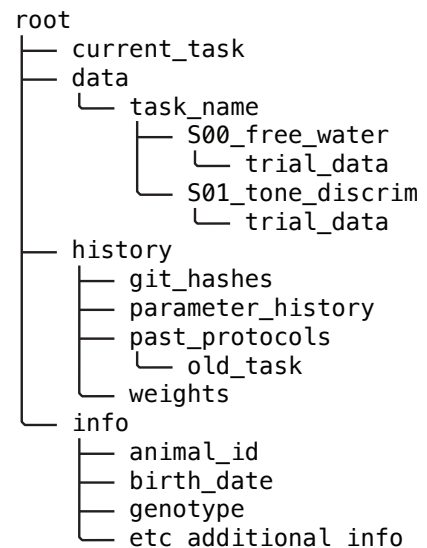 root
current_task
data
task_name
S00_free_water
trial_data
S01_tone_discrim
trial_data
history
git_hashes
parameter_history
past_protocols
old_task
weights
info
animal_id
birth_date
genotype
etc additional info